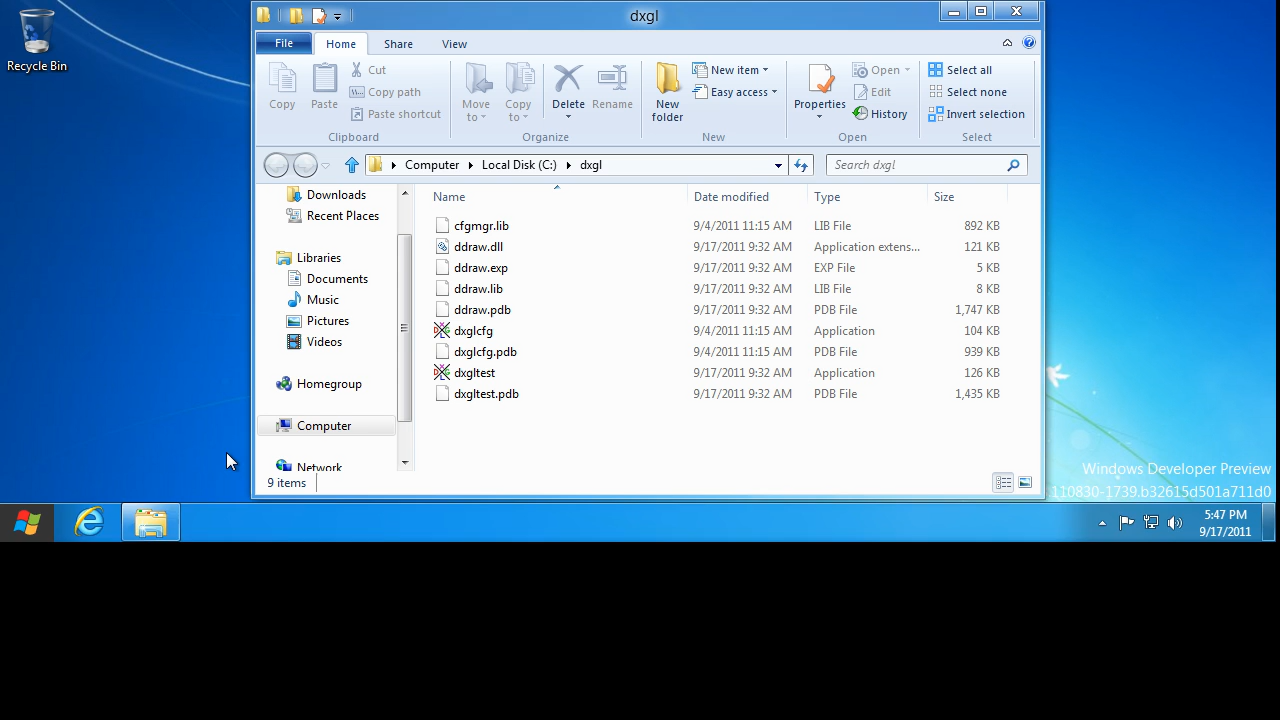 Recycle Bin
dxgl
File Home Share View
Copy
Paste
Cut
Copy path
Paste shortcut
Clipboard
Move to
Copy to
Delete
Rename
Organize
New folder
New item
Easy access
New
Properties
Open
Edit
History
Open
Select all
Select none
Invert selection
Select
Computer Local Disk (C:) dxgl
Search dxgl
Downloads
Recent Places
Libraries
Documents
Music
Pictures
Videos
Homegroup
Computer
Network
Name Date modified Type Size
cfgmgr.lib 9/4/2011 11:15 AM LIB File 892 KB
ddraw.dll 9/17/2011 9:32 AM Application extens... 121 KB
ddraw.exp 9/17/2011 9:32 AM EXP File 5 KB
ddraw.lib 9/17/2011 9:32 AM LIB File 8 KB
ddraw.pdb 9/17/2011 9:32 AM PDB File 1,747 KB
dxglcfg 9/4/2011 11:15 AM Application 104 KB
dxglcfg.pdb 9/4/2011 11:15 AM PDB File 939 KB
dxgltest 9/17/2011 9:32 AM Application 126 KB
dxgltest.pdb 9/17/2011 9:32 AM PDB File 1,435 KB
9 items
Windows Developer Preview
110830-1739.b32615d501a711d0
5:47 PM
9/17/2011